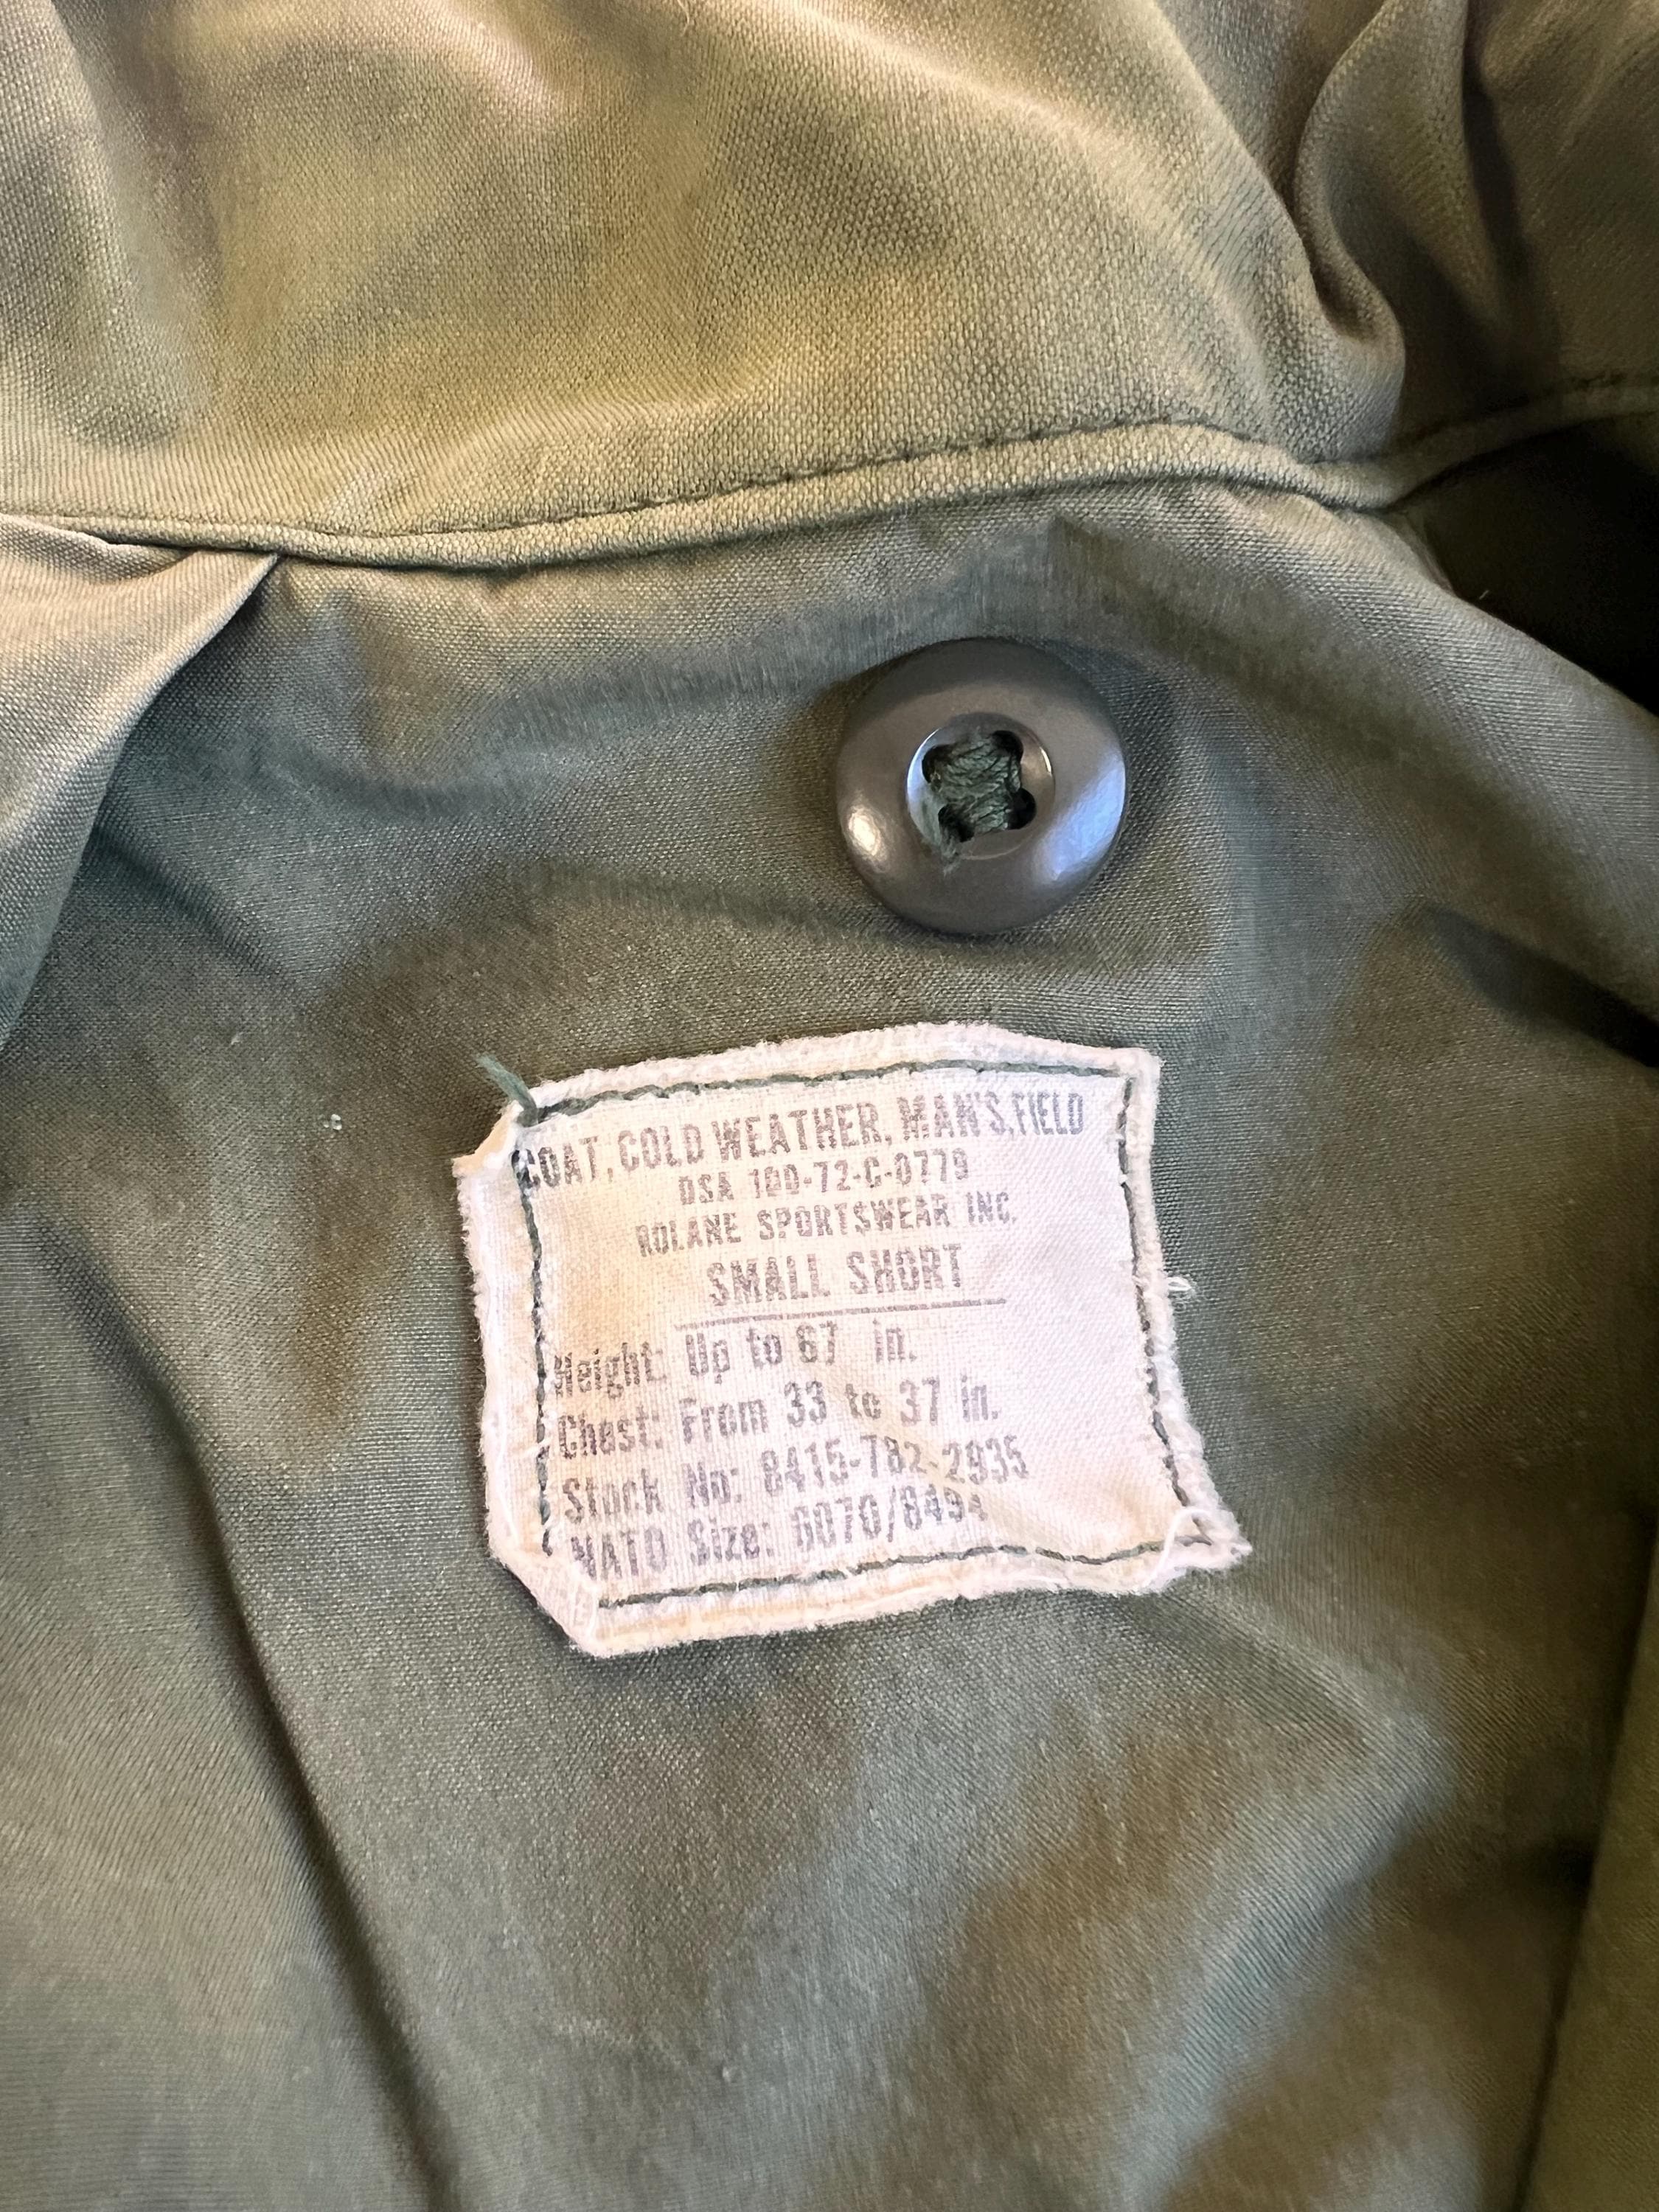 COAT, COLD WEATHER, MAN'S, FIELD
DSA 100-72-C-0779
ROLANE SPORTSWEAR INC.
SMALL SHORT
Height: Up to 67 in.
Chest: From 33 to 37 in.
Stock No: 8415-782-2935
NATO Size: 6070/8494